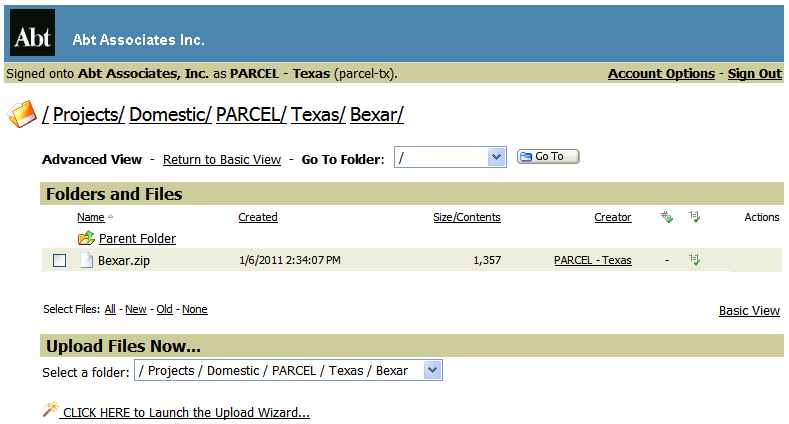 Abt Abt Associates Inc.
Signed onto Abt Associates, Inc. as PARCEL - Texas (parcel-tx). Account Options - Sign Out
/ Projects/ Domestic/ PARCEL/ Texas/ Bexar/
Advanced View - Return to Basic View - Go To Folder: / Go To
Folders and Files
Name Created Size/Contents Creator Actions
Parent Folder
Bexar.zip 1/6/2011 2:34:07 PM 1,357 PARCEL - Texas -
Select Files: All - New - Old - None Basic View
Upload Files Now...
Select a folder: / Projects / Domestic / PARCEL / Texas / Bexar
CLICK HERE to Launch the Upload Wizard...